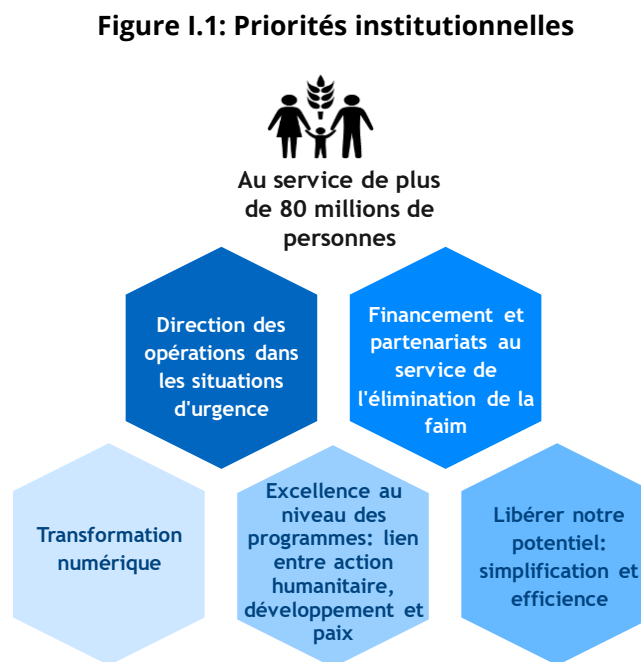 Figure I.1: Priorités institutionnelles
Au service de plus
de 80 millions de
personnes
Direction des
opérations dans
les situations
d'urgence
Financement et
partenariats au
service de
l'élimination de la
faim
Transformation
numérique
Excellence au
niveau des
programmes: lien
entre action
humanitaire,
développement et
paix
Libérer notre
potentiel:
simplification et
efficience